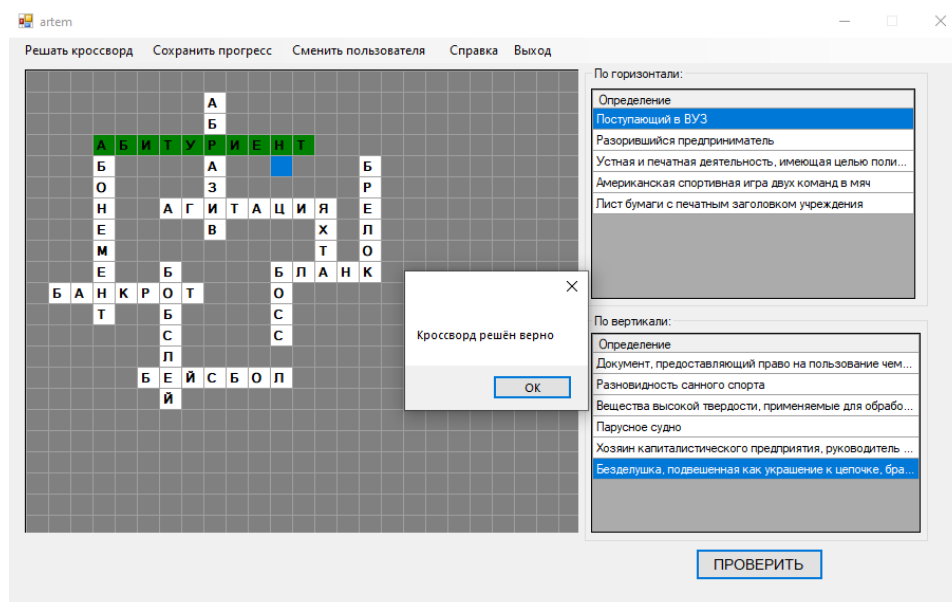 artem
Решать кроссворд Сохранить прогресс Сменить пользователя Справка Выход
По горизонтали:
Определение
Поступающий в ВУЗ
Разорившийся предприниматель
Устная и печатная деятельность, имеющая целью поли...
Американская спортивная игра двух команд в мяч
Лист бумаги с печатным заголовком учреждения
А
Б
АБИТУРИЕНТ
Б А Б
О З Р
Н АГИТАЦИЯ Е
Е В Х Л
М Т О
Е Б БЛАНК
БАНКРОТ О
Т Б С
С С
Л
БЕЙСБОЛ
Й
Кроссворд решён верно
ОК
По вертикали:
Определение
Документ, предоставляющий право на пользование чем...
Разновидность санного спорта
Вещества высокой твердости, применяемые для обрабо...
Парусное судно
Хозяин капиталистического предприятия, руководитель ...
Безделушка, подвешенная как украшение к цепочке, бра...
ПРОВЕРИТЬ